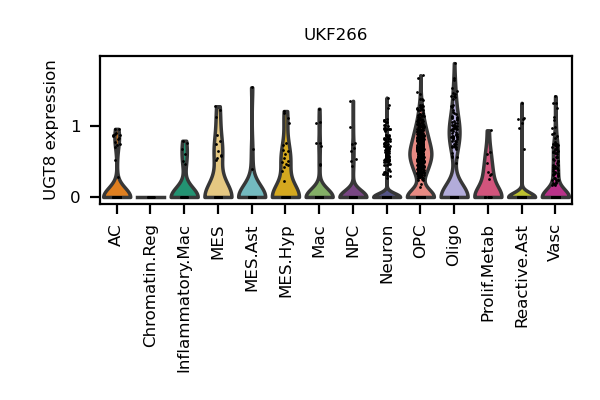 UKF266
UGT8 expression
1
0
AC
Chromatin.Reg
Inflammatory.Mac
MES
MES.Ast
MES.Hyp
Mac
NPC
Neuron
OPC
Oligo
Prolif.Metab
Reactive.Ast
Vasc